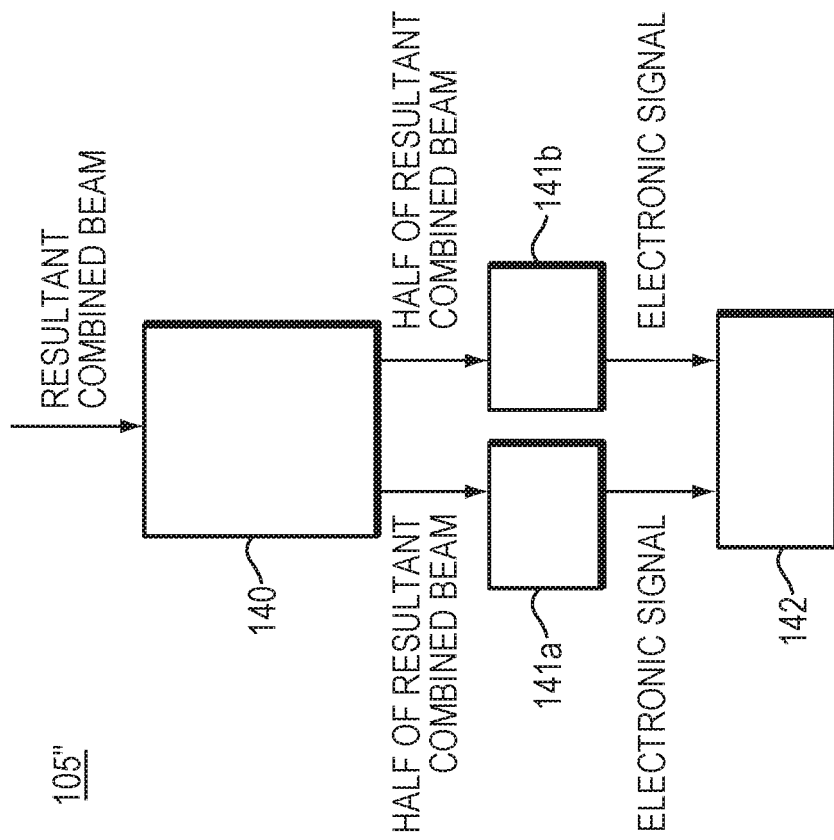 105"
RESULTANT
COMBINED BEAM
140
HALF OF RESULTANT
COMBINED BEAM
HALF OF RESULTANT
COMBINED BEAM
141a
141b
ELECTRONIC SIGNAL
ELECTRONIC SIGNAL
142